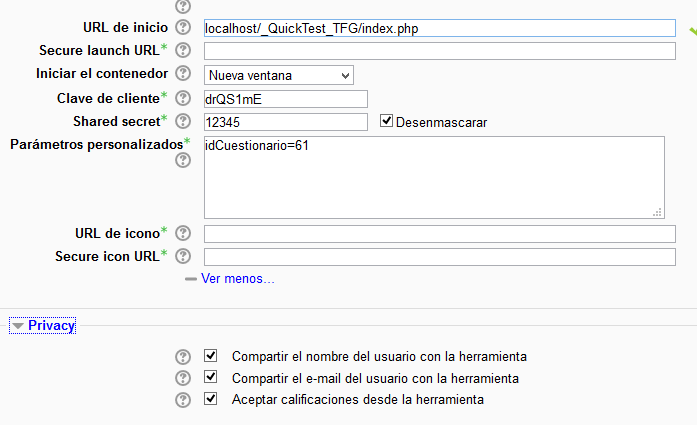 URL de inicio localhost/_QuickTest_TFG/index.php
Secure launch URL*
Iniciar el contenedor Nueva ventana
Clave de cliente* drQS1mE
Shared secret* 12345 Desenmascarar
Parámetros personalizados* idCuestionario=61
URL de icono*
Secure icon URL*
Ver menos...
Privacy
Compartir el nombre del usuario con la herramienta
Compartir el e-mail del usuario con la herramienta
Aceptar calificaciones desde la herramienta